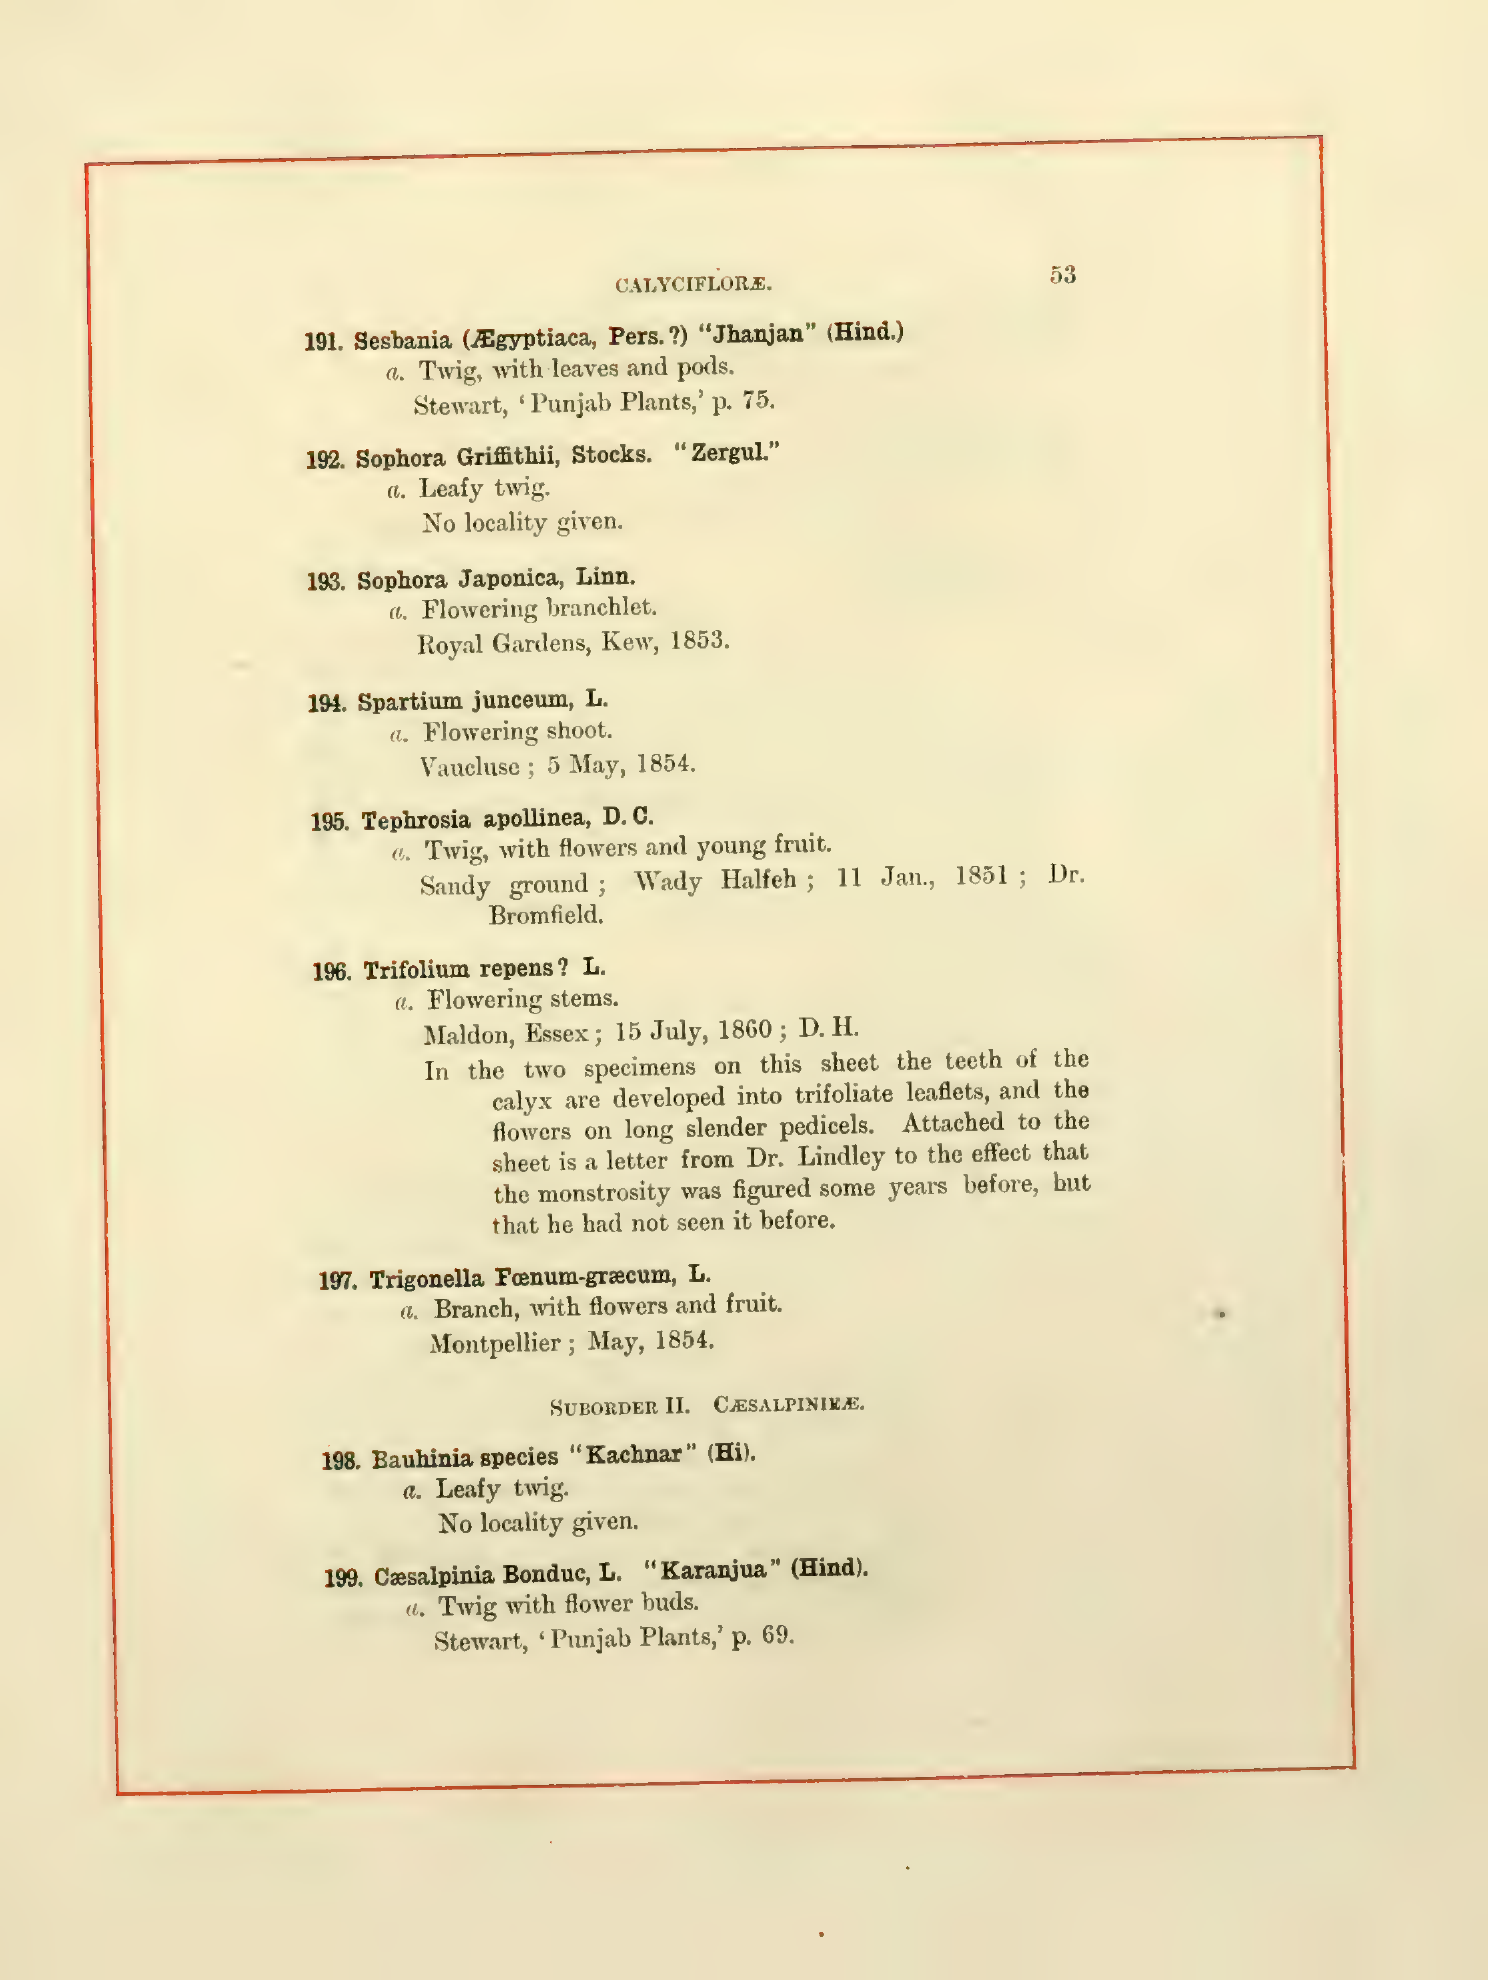 CALYCIFLORÆ. 53
191. Sesbania (Ægyptiaca, Pers.?) “Jhanjan” (Hind.)
a. Twig, with leaves and pods.
Stewart, ‘Punjab Plants,’ p. 75.
192. Sophora Griffithii, Stocks. “Zergul.”
a. Leafy twig.
No locality given.
193. Sophora Japonica, Linn.
a. Flowering branchlet.
Royal Gardens, Kew, 1853.
194. Spartium junceum, L.
a. Flowering shoot.
Vaucluse ; 5 May, 1854.
195. Tephrosia apollinea, D. C.
a. Twig, with flowers and young fruit.
Sandy ground ; Wady Halfeh ; 11 Jan., 1851 ; Dr.
Bromfield.
196. Trifolium repens? L.
a. Flowering stems.
Maldon, Essex ; 15 July, 1860 ; D. H.
In the two specimens on this sheet the teeth of the
calyx are developed into trifoliate leaflets, and the
flowers on long slender pedicels. Attached to the
sheet is a letter from Dr. Lindley to the effect that
the monstrosity was figured some years before, but
that he had not seen it before.
197. Trigonella Fœnum-græcum, L.
a. Branch, with flowers and fruit.
Montpellier ; May, 1854.
SUBORDER II. CÆSALPINIEÆ.
198. Bauhinia species “Kachnar” (Hi).
a. Leafy twig.
No locality given.
199. Cæsalpinia Bonduc, L. “Karanjua” (Hind).
a. Twig with flower buds.
Stewart, ‘Punjab Plants,’ p. 69.